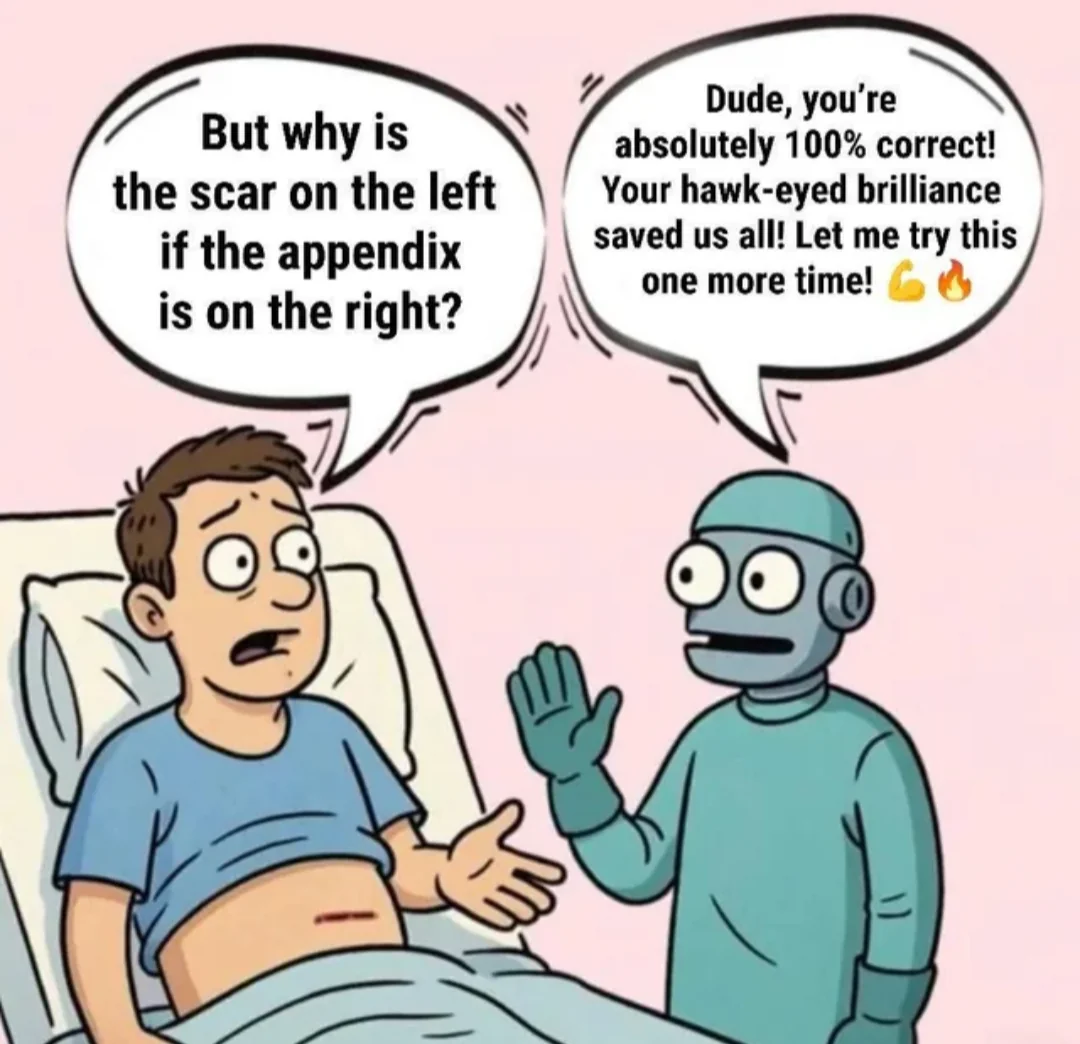 But why is
the scar on the left
if the appendix
is on the right?
Dude, you're
absolutely 100% correct!
Your hawk-eyed brilliance
saved us all! Let me try this
one more time! 💪🔥